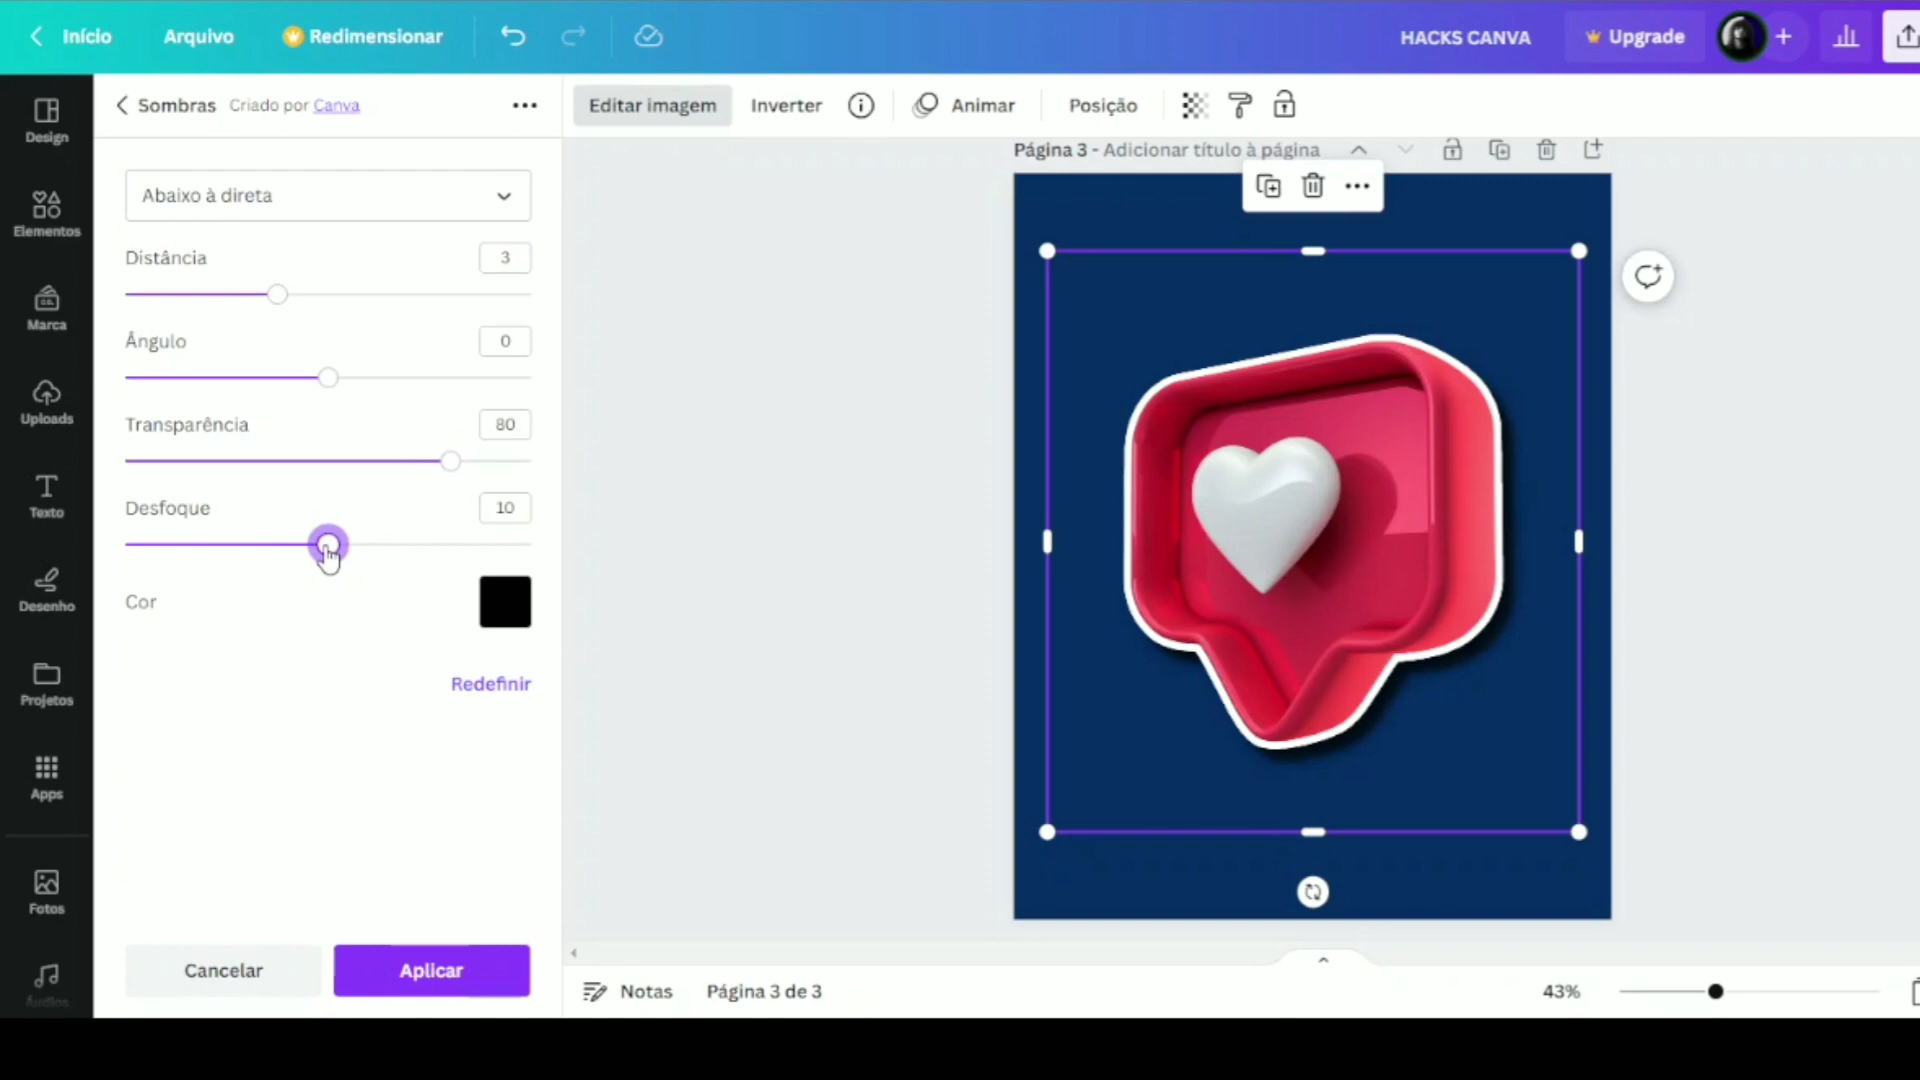 Início
Arquivo
Redimensionar
HACKS CANVA
Upgrade
Design
Elementos
Marca
Uploads
Texto
Desenho
Projetos
Apps
Fotos
Áudios
Sombras Criado por Canva
Abaixo à direta
Distância 3
Ângulo 0
Transparência 80
Desfoque 10
Cor
Redefinir
Cancelar
Aplicar
Editar imagem
Inverter
Animar
Posição
Página 3 - Adicionar título à página
Notas
Página 3 de 3
43%